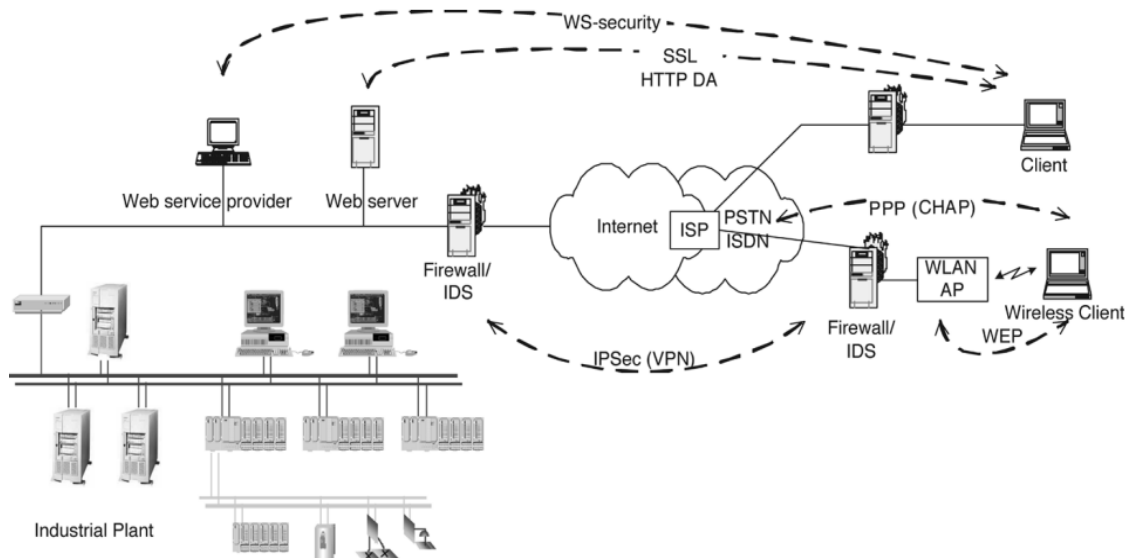 WS-security
SSL
HTTP DA
Client
Web service provider
Web server
Internet
ISP
PSTN
ISDN
PPP (CHAP)
Firewall/
IDS
WLAN
AP
Firewall/
IDS
Wireless Client
WEP
IPSec (VPN)
Industrial Plant